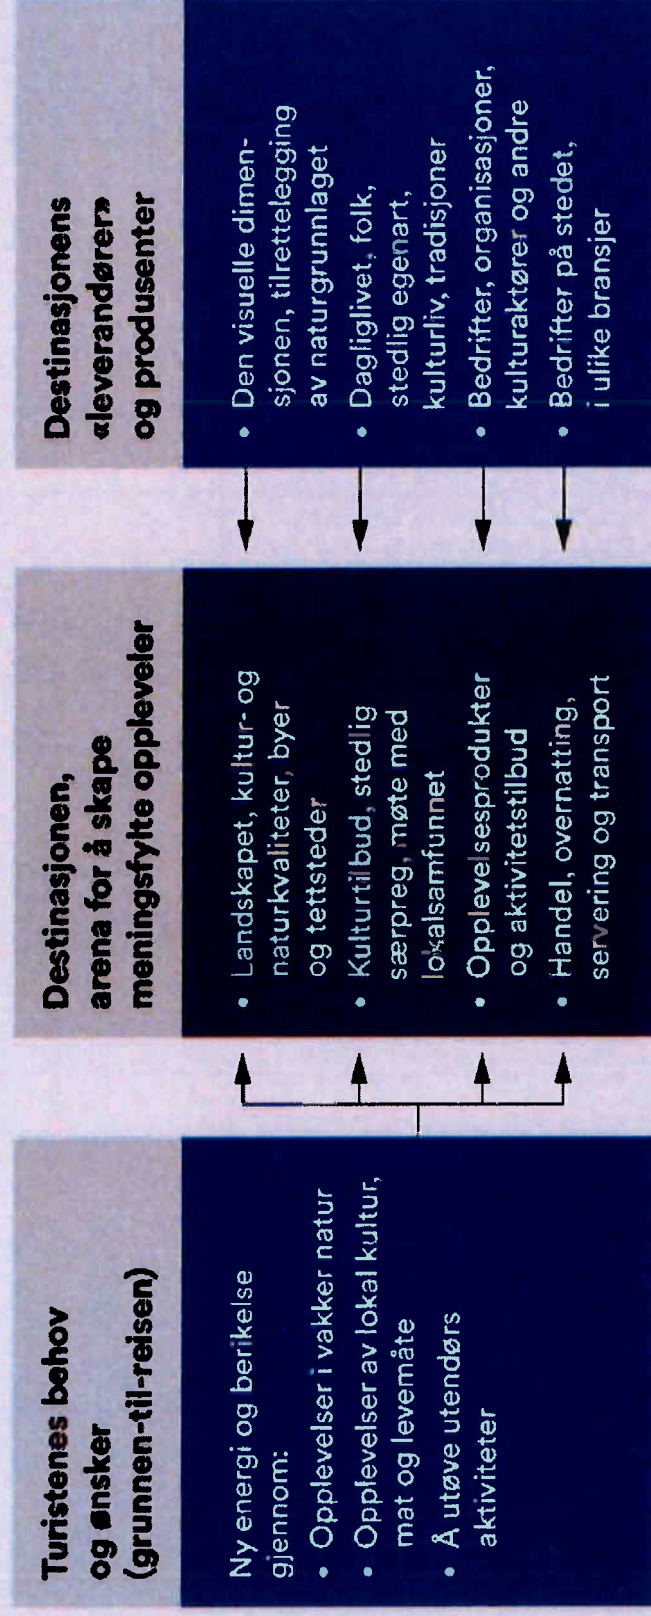 Turistenes behov
og ønsker
(grunnen-til-reisen)
Ny energi og berikelse
gjennom:
• Opplevelser i vakker natur
• Opplevelser av lokal kultur,
mat og levemåte
• Å utøve utendørs
aktiviteter
Destinasjonen,
arena for å skape
meningsfylte oppleveler
• Landskapet, kultur- og
naturkvaliteter, byer
og tettsteder
• Kulturtilbud, stedlig
særpreg, møte med
lokalsamfunnet
• Opplevelsesprodukter
og aktivitetstilbud
• Handel, overnatting,
servering og transport
Destinasjonens
«leverandører»
og produsenter
• Den visuelle dimen-
sjonen, tilrettelegging
av naturgrunnlaget
• Dagliglivet, folk,
stedlig egenart,
kulturliv, tradisjoner
• Bedrifter, organisasjoner,
kulturaktører og andre
• Bedrifter på stedet,
i ulike bransjer